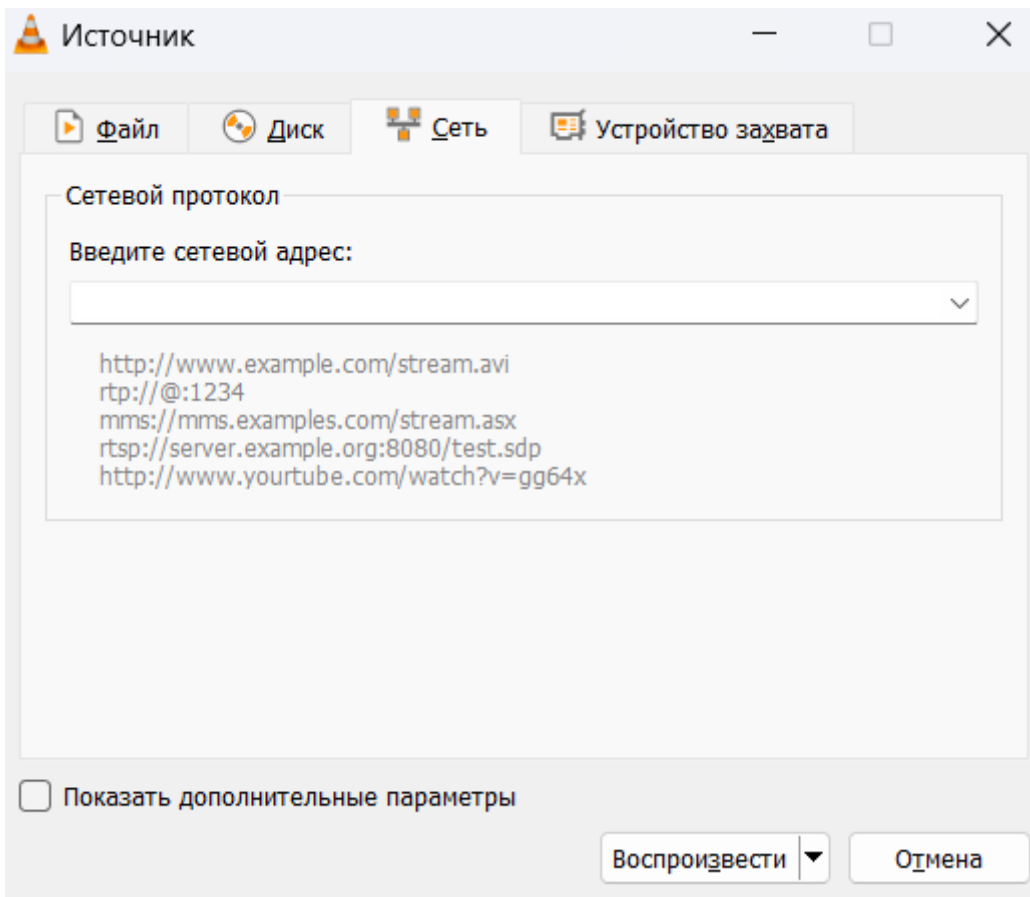 Источник
Файл Диск Сеть Устройство захвата
Сетевой протокол
Введите сетевой адрес:
http://www.example.com/stream.avi
rtp://@:1234
mms://mms.examples.com/stream.asx
rtsp://server.example.org:8080/test.sdp
http://www.yourtube.com/watch?v=gg64x
Показать дополнительные параметры
Воспроизвести Отмена